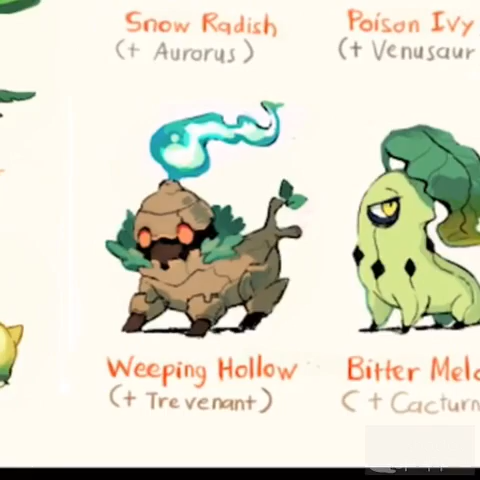 Snow Radish
(+ Aurorus)
Poison Ivy
(+ Venusaur
Weeping Hollow
(+ Trevenant)
Bitter Melo
(+ Cacturn